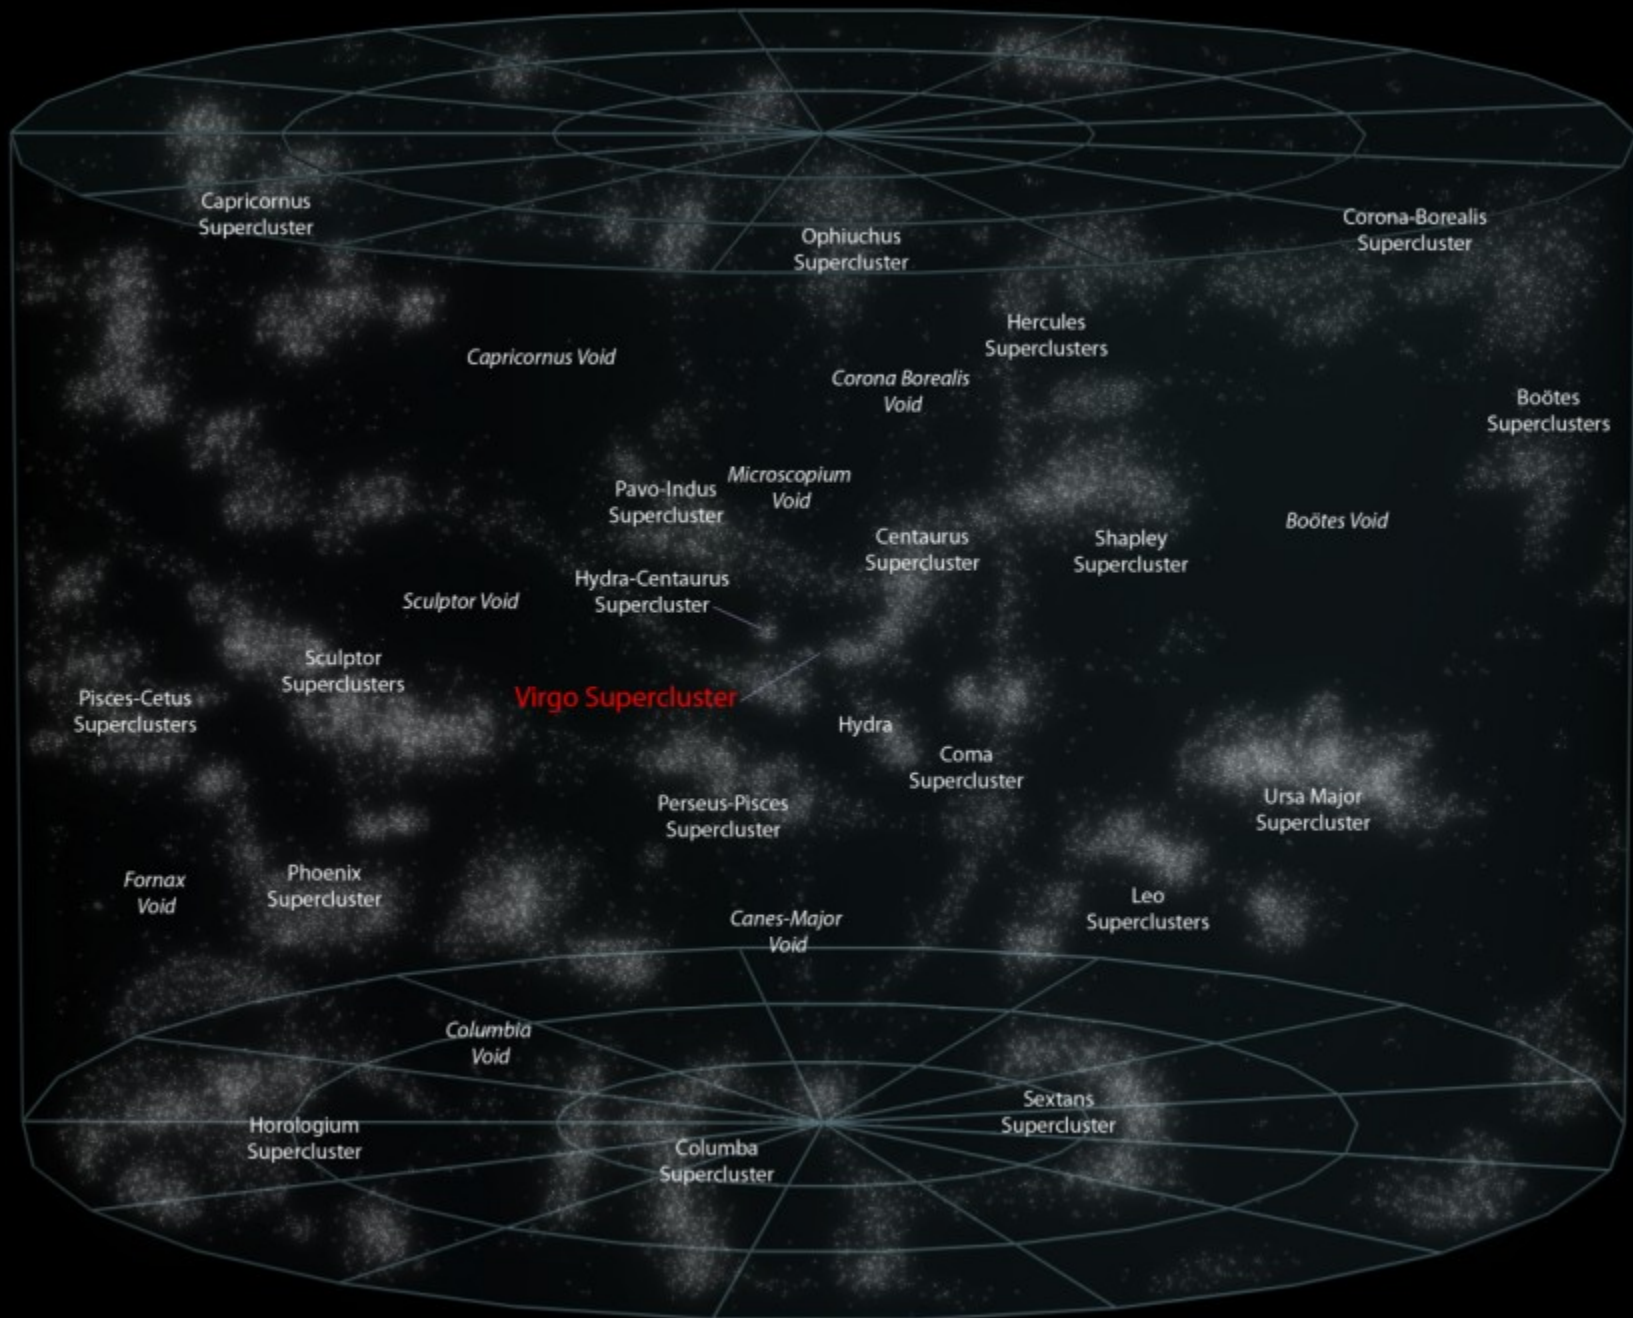 Capricornus
Supercluster
Ophiuchus
Supercluster
Corona-Borealis
Supercluster
Hercules
Superclusters
Capricornus Void
Corona Borealis
Void
Boötes
Superclusters
Microscopium
Void
Pavo-Indus
Supercluster
Centaurus
Supercluster
Shapley
Supercluster
Boötes Void
Hydra-Centaurus
Supercluster
Sculptor Void
Sculptor
Superclusters
Pisces-Cetus
Superclusters
Virgo Supercluster
Hydra
Coma
Supercluster
Perseus-Pisces
Supercluster
Ursa Major
Supercluster
Fornax
Void
Phoenix
Supercluster
Leo
Superclusters
Canes-Major
Void
Columbia
Void
Horologium
Supercluster
Columba
Supercluster
Sextans
Supercluster